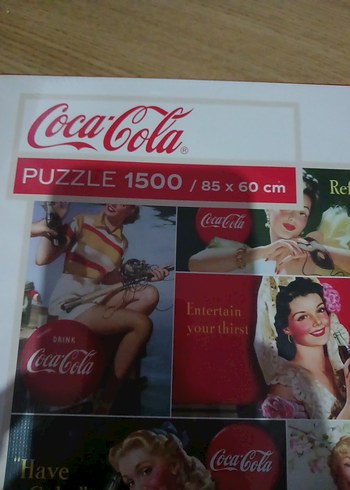 Coca-Cola®
PUZZLE 1500 / 85 x 60 cm
Coca-Cola
Entertain
your thirst
DRINK
Coca-Cola
"Have
Coca-Cola